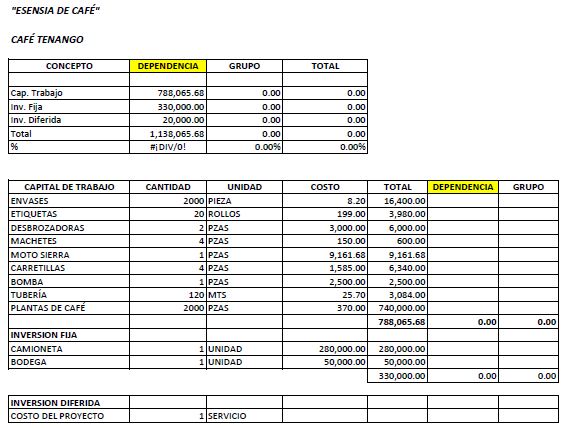 "ESENSIA DE CAFÉ"
CAFÉ TENANGO
CONCEPTO DEPENDENCIA GRUPO TOTAL
Cap. Trabajo 788,065.68 0.00 0.00
Inv. Fija 330,000.00 0.00 0.00
Inv. Diferida 20,000.00 0.00 0.00
Total 1,138,065.68 0.00 0.00
% #¡DIV/0! 0.00% 0.00%
CAPITAL DE TRABAJO CANTIDAD UNIDAD COSTO TOTAL DEPENDENCIA GRUPO
ENVASES 2000 PIEZA 8.20 16,400.00
ETIQUETAS 20 ROLLOS 199.00 3,980.00
DESBROZADORAS 2 PZAS 3,000.00 6,000.00
MACHETES 4 PZAS 150.00 600.00
MOTO SIERRA 1 PZAS 9,161.68 9,161.68
CARRETILLAS 4 PZAS 1,585.00 6,340.00
BOMBA 1 PZAS 2,500.00 2,500.00
TUBERÍA 120 MTS 25.70 3,084.00
PLANTAS DE CAFÉ 2000 PZAS 370.00 740,000.00
788,065.68 0.00 0.00
INVERSION FIJA
CAMIONETA 1 UNIDAD 280,000.00 280,000.00
BODEGA 1 UNIDAD 50,000.00 50,000.00
330,000.00 0.00 0.00
INVERSION DIFERIDA
COSTO DEL PROYECTO 1 SERVICIO